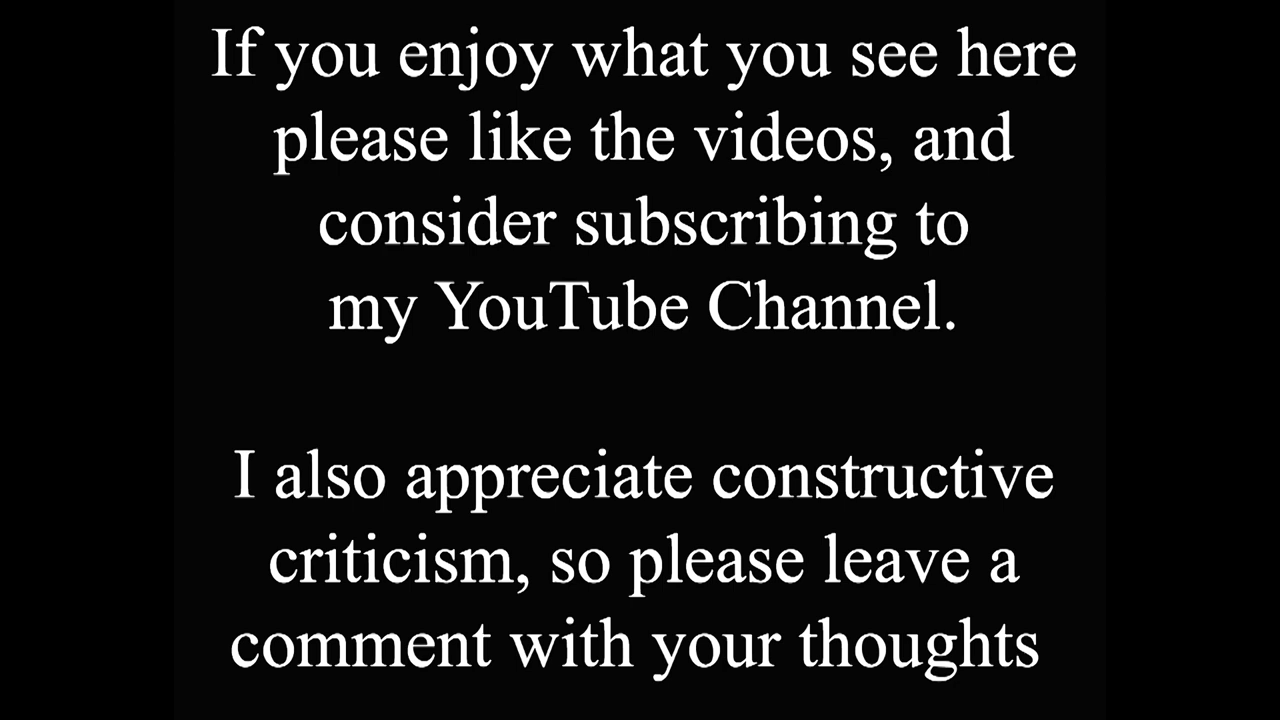 If you enjoy what you see here
please like the videos, and
consider subscribing to
my YouTube Channel.
I also appreciate constructive
criticism, so please leave a
comment with your thoughts